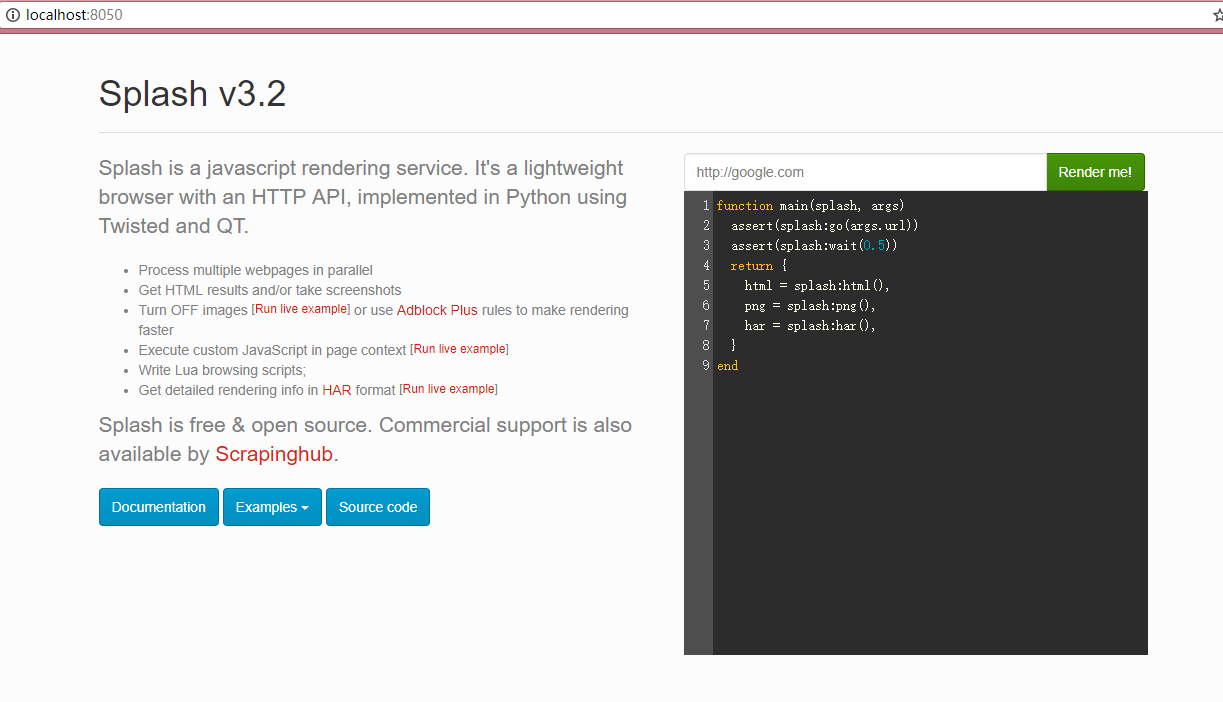 localhost:8050
Splash v3.2
Splash is a javascript rendering service. It's a lightweight
browser with an HTTP API, implemented in Python using
Twisted and QT.
• Process multiple webpages in parallel
• Get HTML results and/or take screenshots
• Turn OFF images [Run live example] or use Adblock Plus rules to make rendering
faster
• Execute custom JavaScript in page context [Run live example]
• Write Lua browsing scripts;
• Get detailed rendering info in HAR format [Run live example]
Splash is free & open source. Commercial support is also
available by Scrapinghub.
Documentation Examples Source code
http://google.com Render me!
1 function main(splash, args)
2   assert(splash:go(args.url))
3   assert(splash:wait(0.5))
4   return {
5     html = splash:html(),
6     png = splash:png(),
7     har = splash:har(),
8   }
9 end